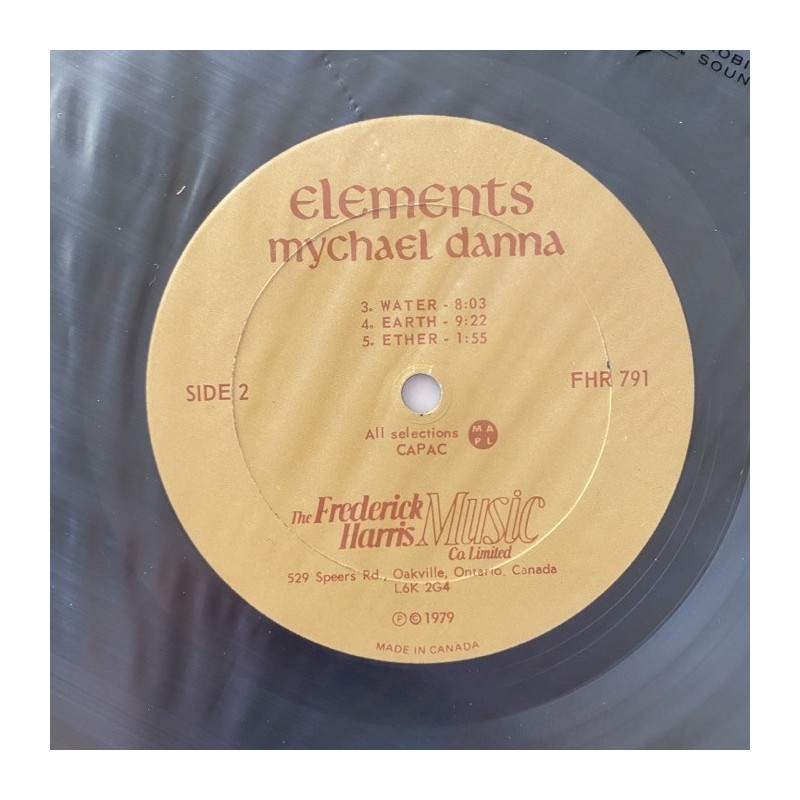 elements
mychael danna
3. WATER - 8:03
4. EARTH - 9:22
5. ETHER - 1:55
SIDE 2
FHR 791
All selections
CAPAC
MA
PL
The Frederick Harris Music Co. Limited
529 Speers Rd., Oakville, Ontario, Canada
L6K 2G4
Ⓟ © 1979
MADE IN CANADA